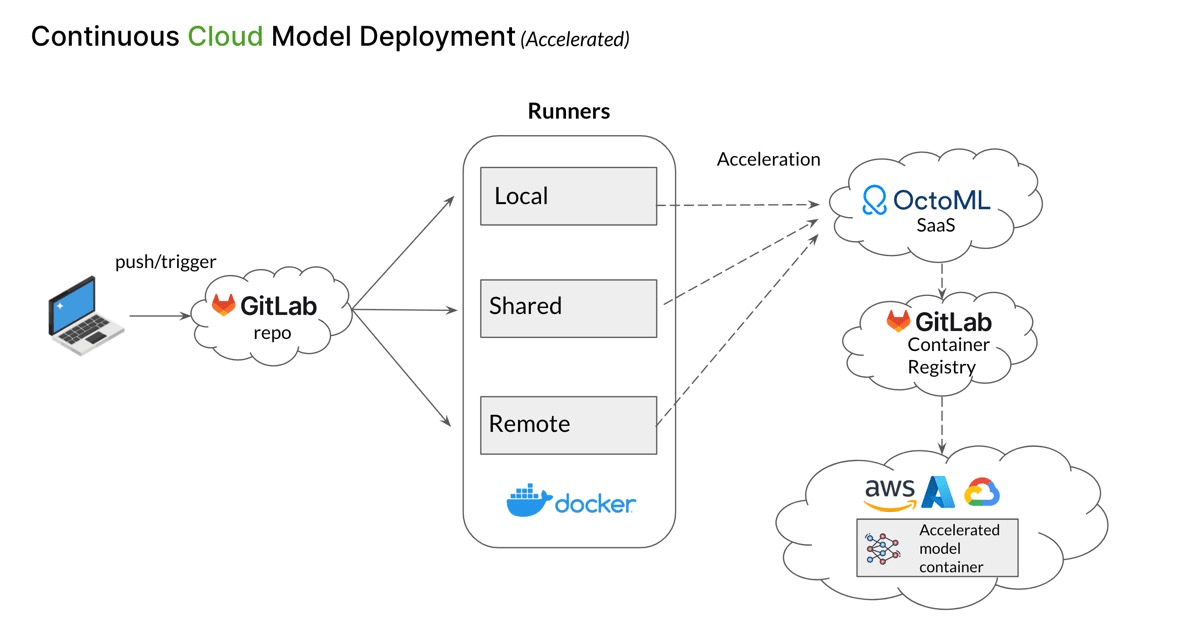 Continuous Cloud Model Deployment (Accelerated)
Runners
Acceleration
push/trigger
GitLab
repo
Local
Shared
Remote
docker
OctoML
SaaS
GitLab
Container
Registry
aws
Accelerated
model
container